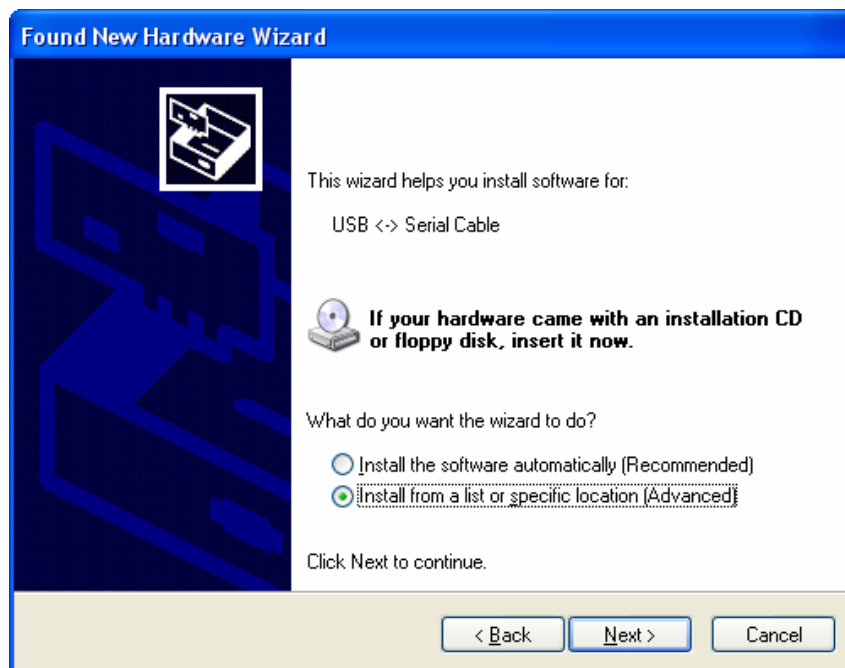 Found New Hardware Wizard
This wizard helps you install software for:
USB <-> Serial Cable
If your hardware came with an installation CD
or floppy disk, insert it now.
What do you want the wizard to do?
Install the software automatically (Recommended)
Install from a list or specific location (Advanced)
Click Next to continue.
< Back Next > Cancel